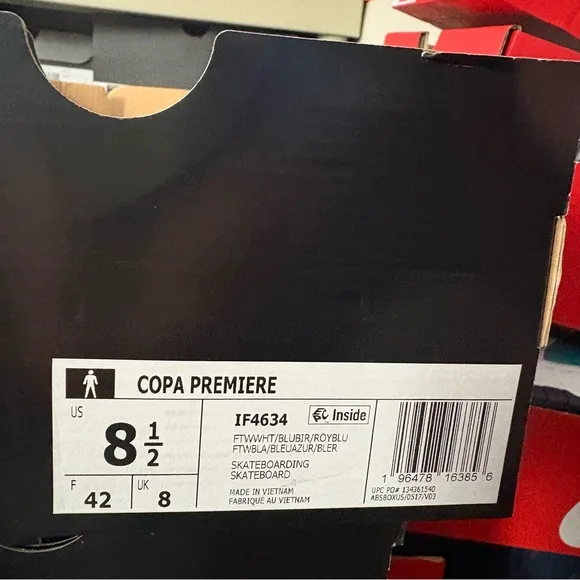 COPA PREMIERE
US
8 1/2
F
42
UK
8
IF4634
Inside
FTWWHT/BLUBIR/ROYBLU
FTWBLA/BLEUAZUR/BLER
SKATEBOARDING
SKATEBOARD
MADE IN VIETNAM
FABRIQUÉ AU VIETNAM
1 96478 16385 6
UPC PO# 134361540
ABSBOXUS/0517/V03